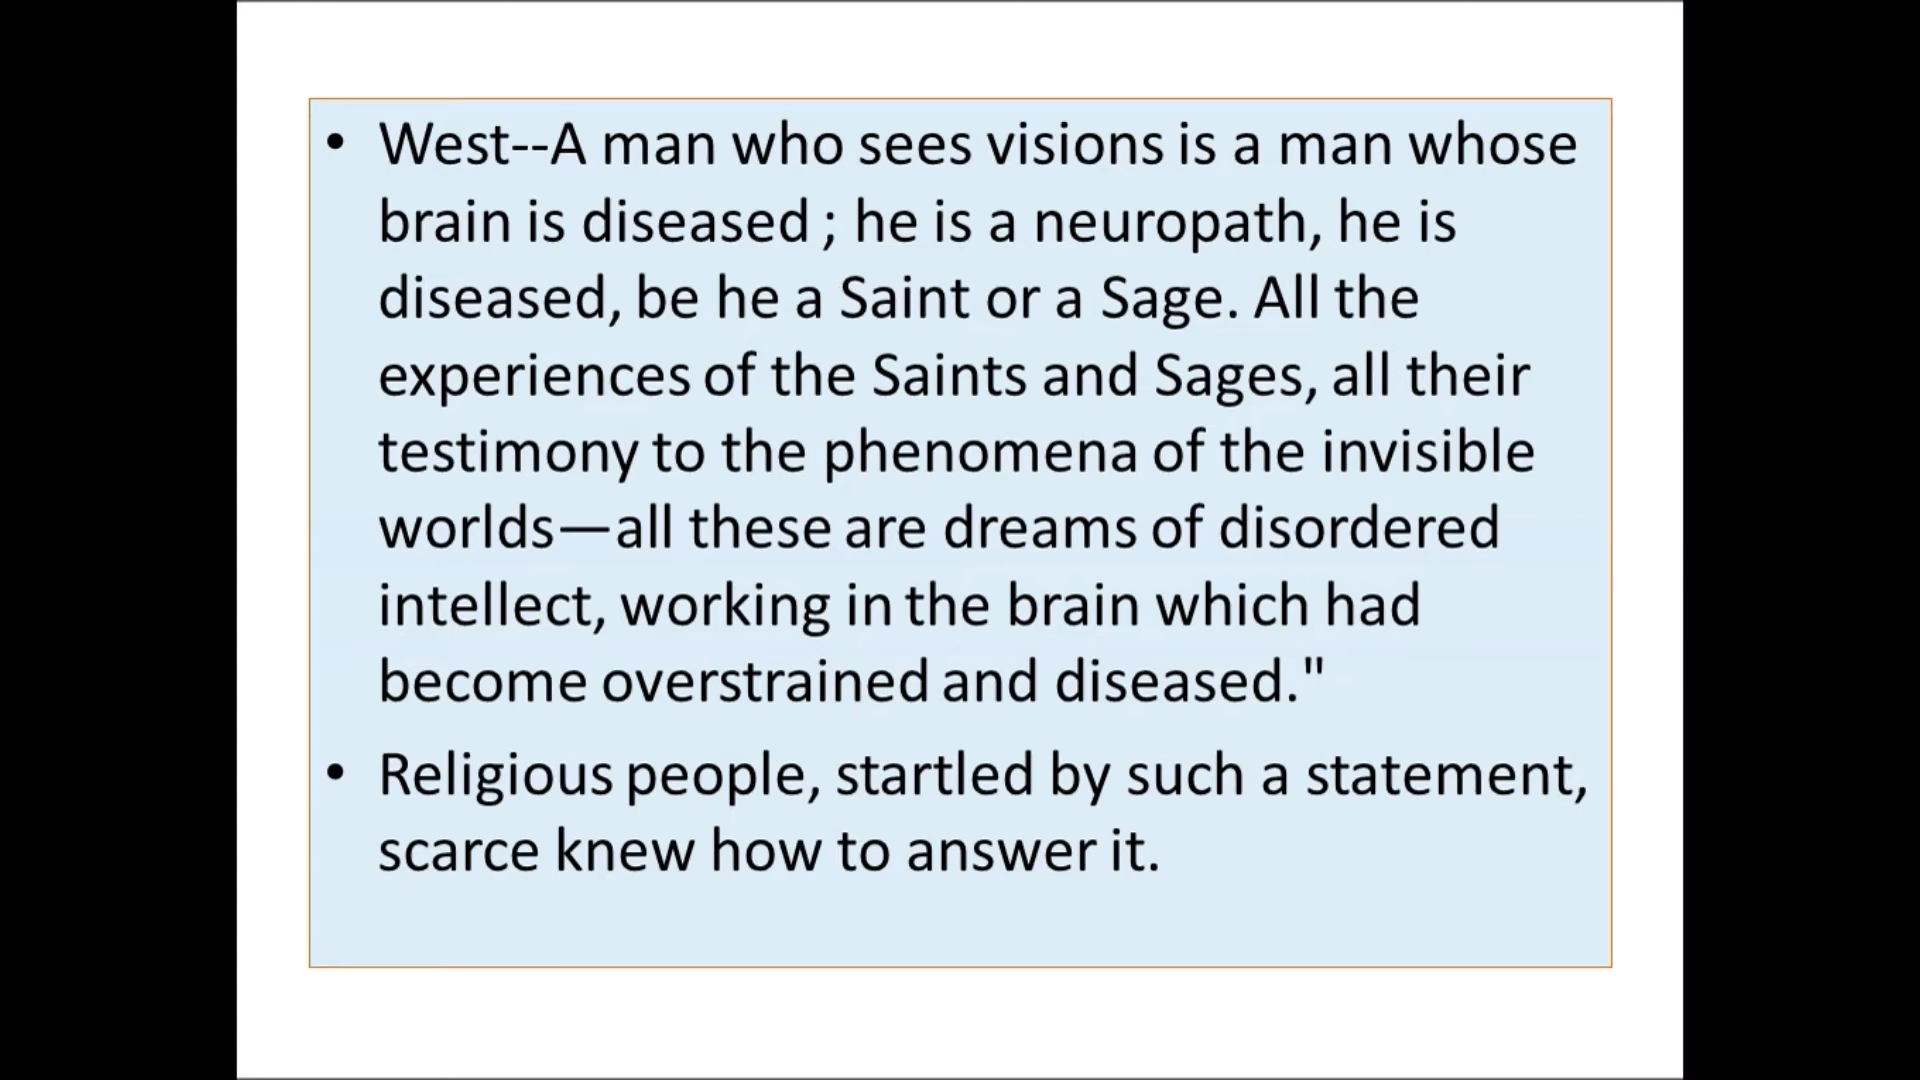 • West--A man who sees visions is a man whose
brain is diseased ; he is a neuropath, he is
diseased, be he a Saint or a Sage. All the
experiences of the Saints and Sages, all their
testimony to the phenomena of the invisible
worlds—all these are dreams of disordered
intellect, working in the brain which had
become overstrained and diseased."
• Religious people, startled by such a statement,
scarce knew how to answer it.